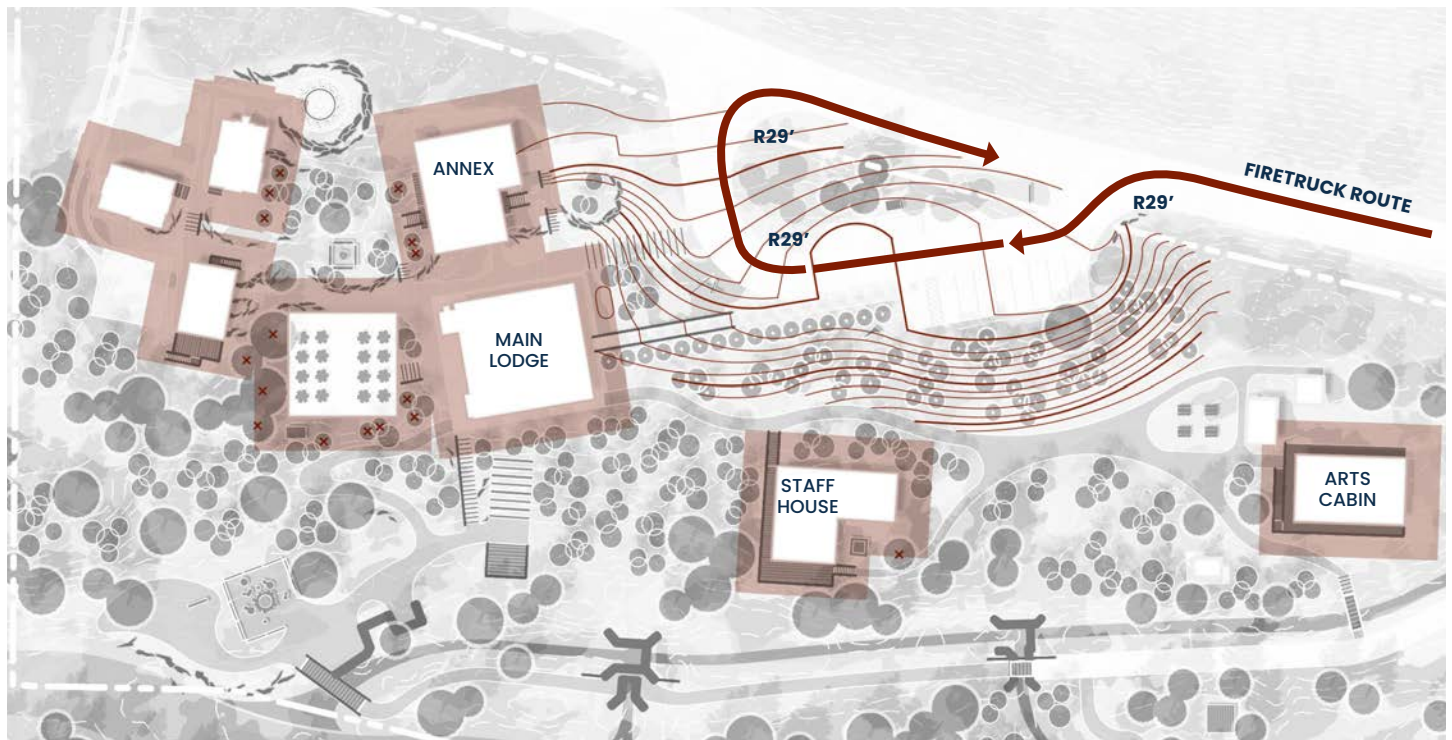 ANNEX
R29’
FIRETRUCK ROUTE
R29’
R29’
MAIN
LODGE
STAFF
HOUSE
ARTS
CABIN